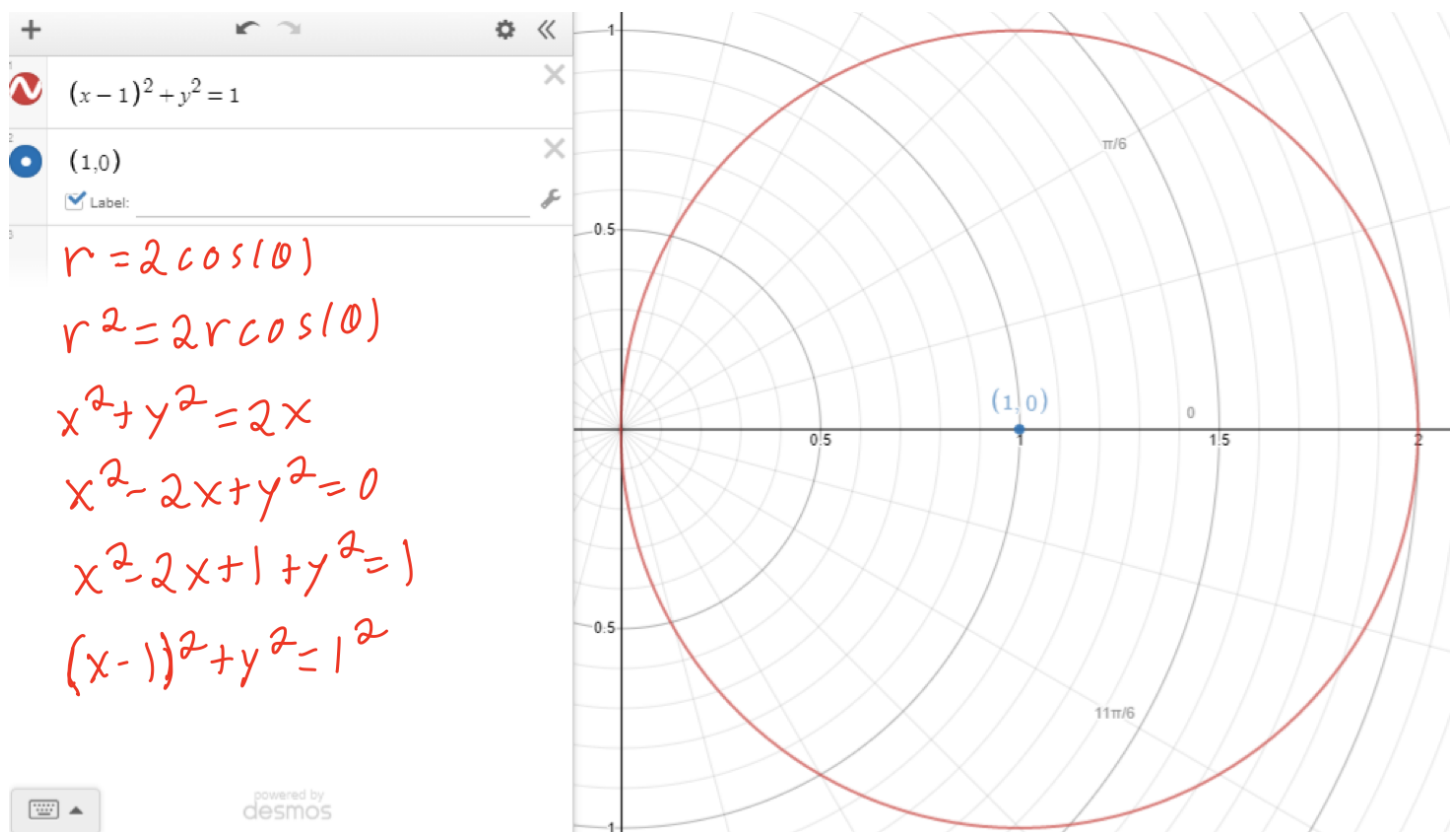 (x − 1)² + y² = 1
(1,0)
Label:
r = 2cos(θ)
r² = 2rcos(θ)
x² + y² = 2x
x² - 2x + y² = 0
x² - 2x + 1 + y² = 1
(x - 1)² + y² = 1²
powered by
desmos
1
π/6
0.5
(1, 0)
0
0.5
1
1.5
2
0.5
11π/6
1